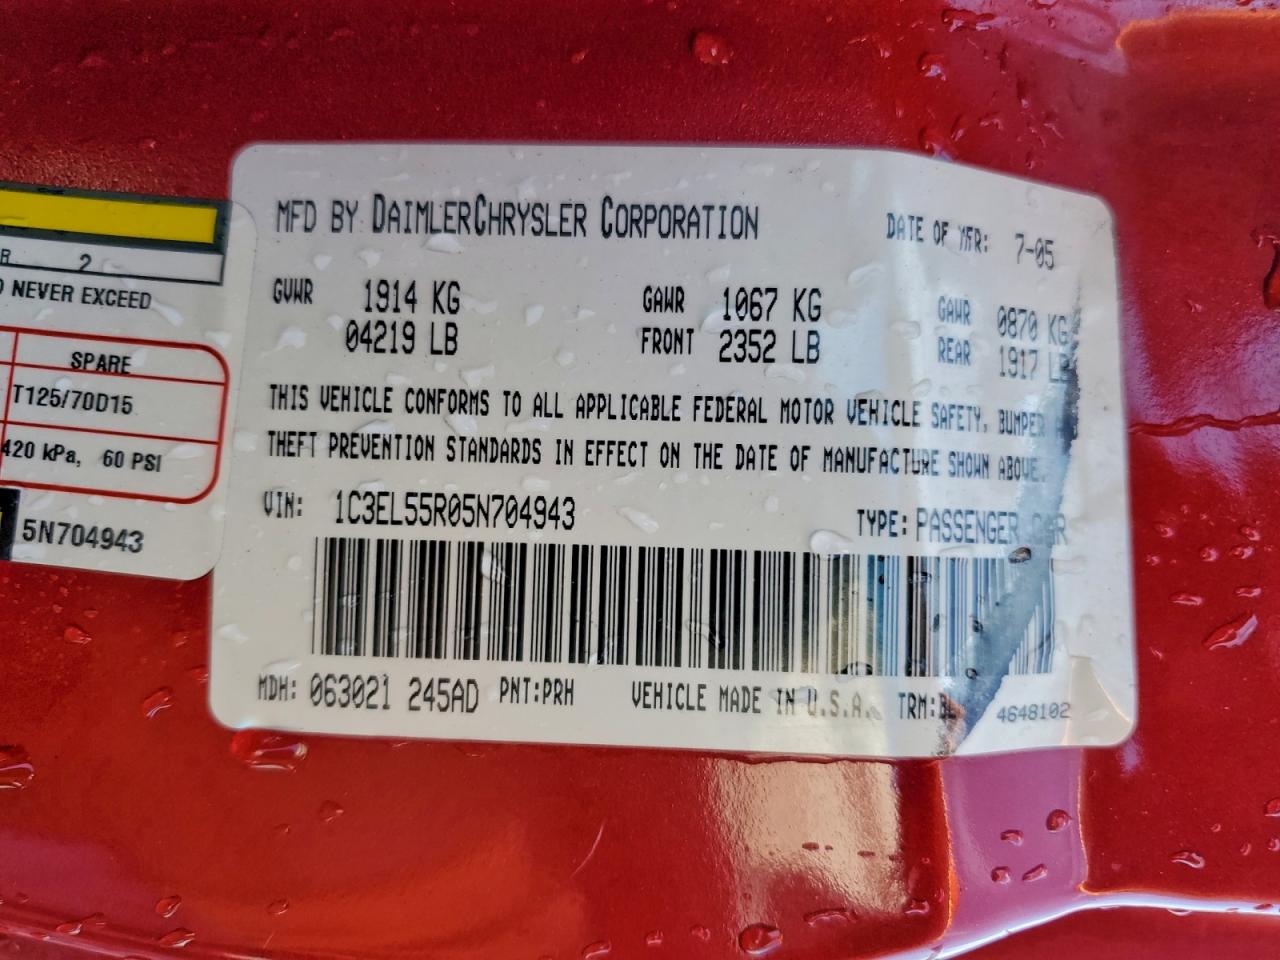 R. 2
NEVER EXCEED
SPARE
T125/70D15
420 kPa, 60 PSI
5N704943
MFD BY DAIMLERCHRYSLER CORPORATION DATE OF MFR: 7-05
GVWR 1914 KG GAWR 1067 KG GAWR 0870 KG
04219 LB FRONT 2352 LB REAR 1917 LB
THIS VEHICLE CONFORMS TO ALL APPLICABLE FEDERAL MOTOR VEHICLE SAFETY, BUMPER
THEFT PREVENTION STANDARDS IN EFFECT ON THE DATE OF MANUFACTURE SHOWN ABOVE.
VIN: 1C3EL55R05N704943 TYPE: PASSENGER CAR
MDH: 063021 245AD PNT:PRH VEHICLE MADE IN U.S.A. TRM: 4648102